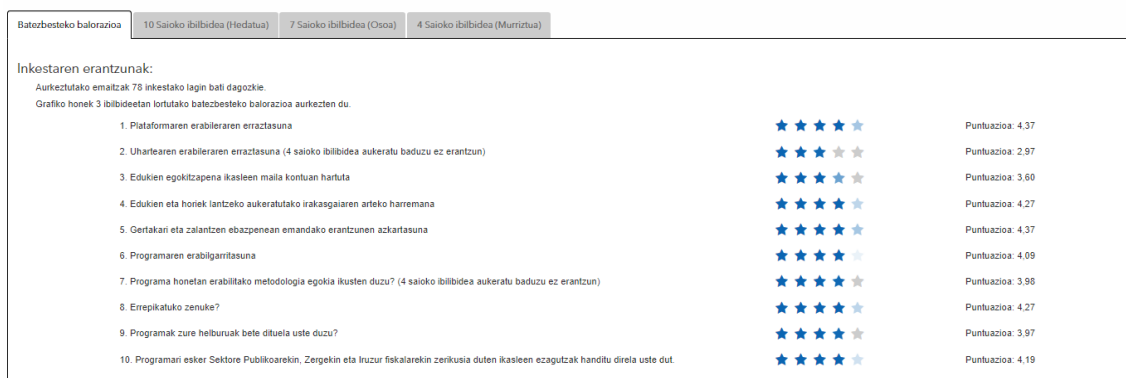 Batezbesteko balorazioa 10 Saioko ibilbidea (Hedatua) 7 Saioko ibilbidea (Osoa) 4 Saioko ibilbidea (Murriztua)
Inkestaren erantzunak:
Aurkeztutako emaitzak 78 inkestako lagin bati dagozkie.
Grafiko honek 3 ibilbideetan lortutako batezbesteko balorazioa aurkezten du.
1. Plataformaren erabileraren erraztasuna Puntuazioa: 4,37
2. Uhartearen erabileraren erraztasuna (4 saioko ibilibidea aukeratu baduzu ez erantzun) Puntuazioa: 2,97
3. Edukien egokitzapena ikasleen maila kontuan hartuta Puntuazioa: 3,60
4. Edukien eta horiek lantzeko aukeratutako irakasgaiaren arteko harremana Puntuazioa: 4,27
5. Gertakari eta zalantzen ebazpenean emandako erantzunen azkartasuna Puntuazioa: 4,37
6. Programaren erabilgarritasuna Puntuazioa: 4,09
7. Programa honetan erabilitako metodologia egokia ikusten duzu? (4 saioko ibilibidea aukeratu baduzu ez erantzun) Puntuazioa: 3,98
8. Errepikatuko zenuke? Puntuazioa: 4,27
9. Programak zure helburuak bete dituela uste duzu? Puntuazioa: 3,97
10. Programari esker Sektore Publikoarekin, Zergekin eta Iruzur fiskalarekin zerikusia duten ikasleen ezagutzak handitu direla uste dut. Puntuazioa: 4,19